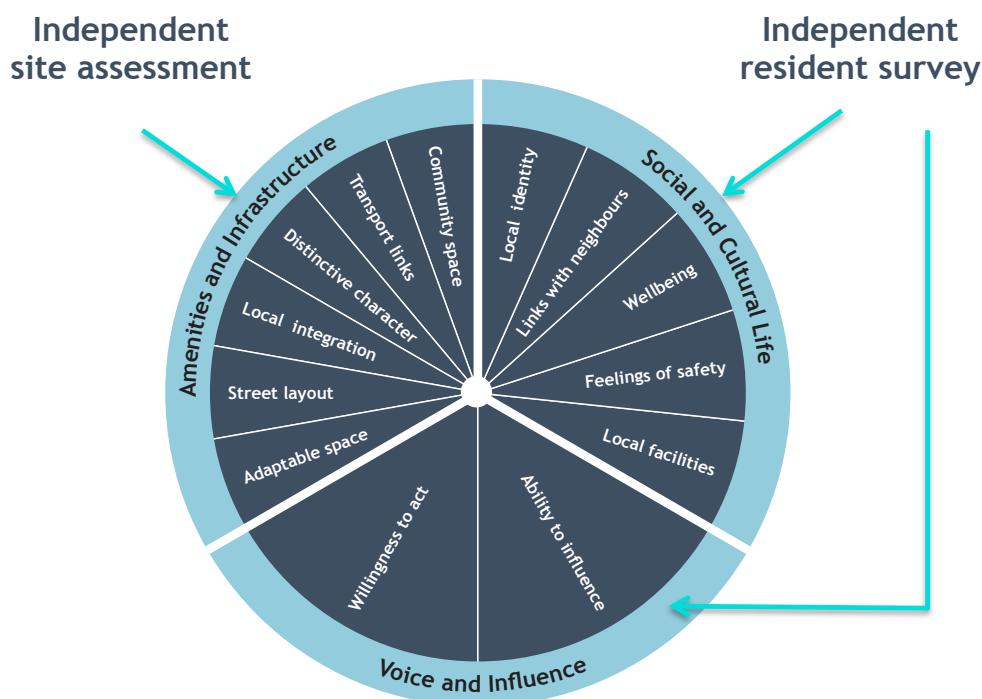 Independent
site assessment
Independent
resident survey
Amenities and Infrastructure
Social and Cultural Life
Voice and Influence
Community space
Transport links
Distinctive character
Local integration
Street layout
Adaptable space
Local identity
Links with neighbours
Wellbeing
Feelings of safety
Local facilities
Willingness to act
Ability to influence